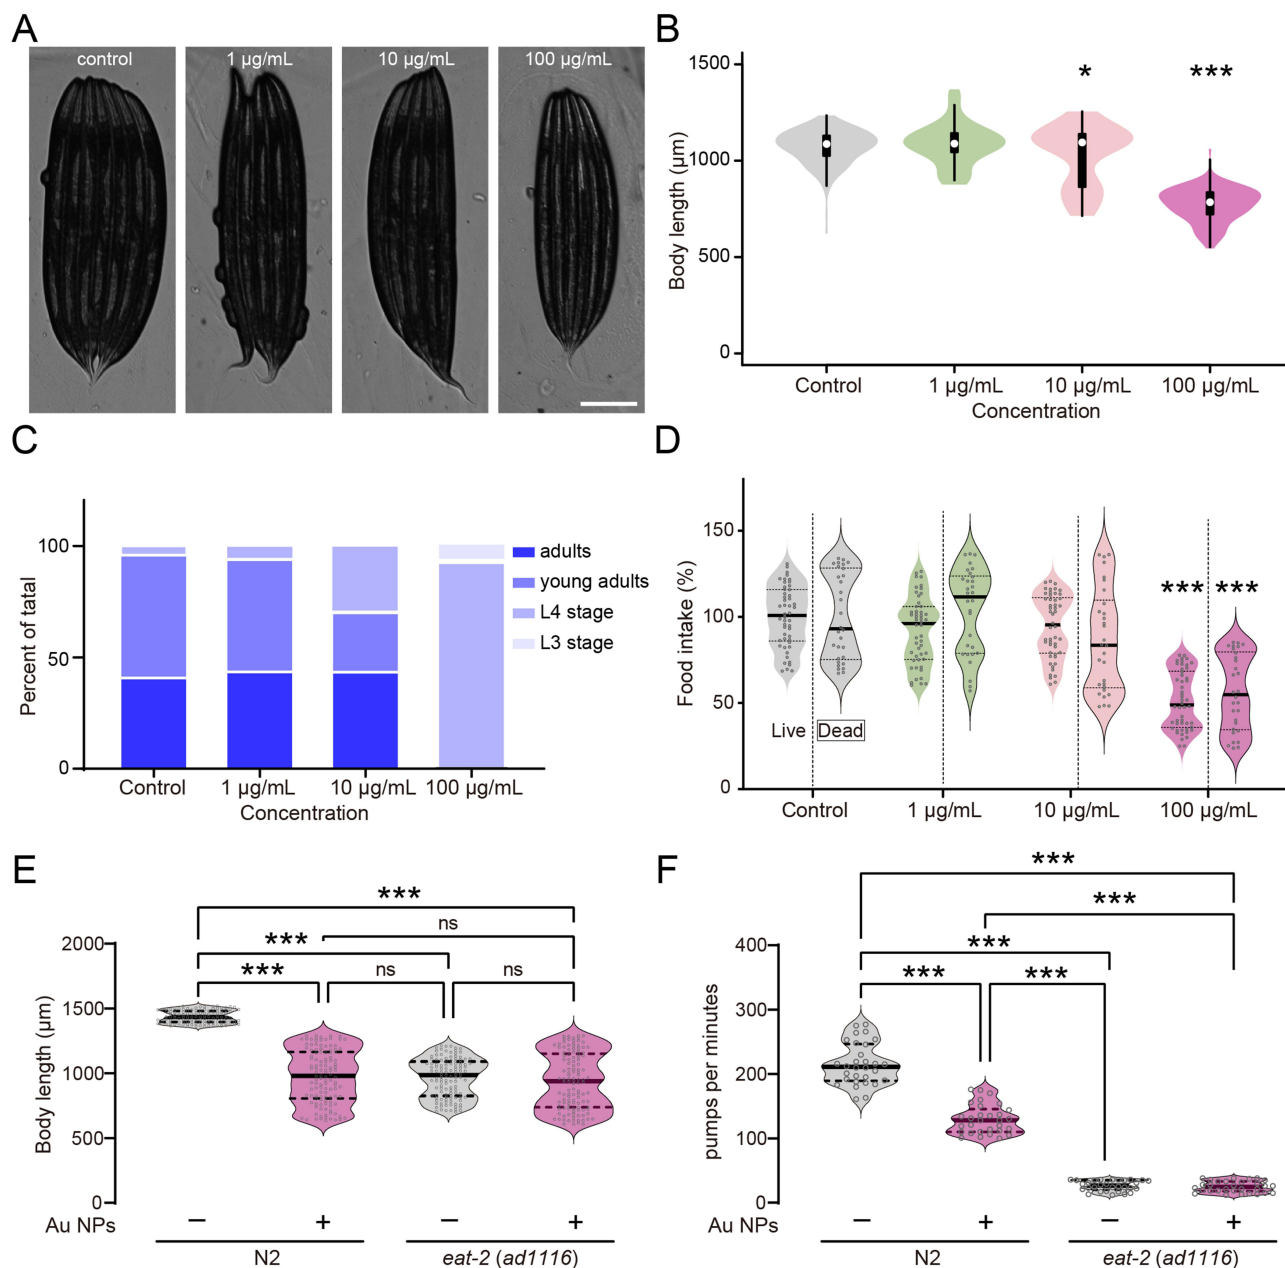 A
control
1 μg/mL
10 μg/mL
100 μg/mL
B
Body length (μm)
1500
1000
500
0
*
***
Control
1 μg/mL
10 μg/mL
100 μg/mL
Concentration
C
Percent of tatal
100
50
0
adults
young adults
L4 stage
L3 stage
Control
1 μg/mL
10 μg/mL
100 μg/mL
Concentration
D
Food intake (%)
150
100
50
0
Live
Dead
***
***
Control
1 μg/mL
10 μg/mL
100 μg/mL
E
***
ns
***
***
ns
ns
Body length (μm)
2000
1500
1000
500
0
Au NPs
−
+
−
+
N2
eat-2 (ad1116)
F
***
***
***
***
***
pumps per minutes
400
300
200
100
0
Au NPs
−
+
−
+
N2
eat-2 (ad1116)